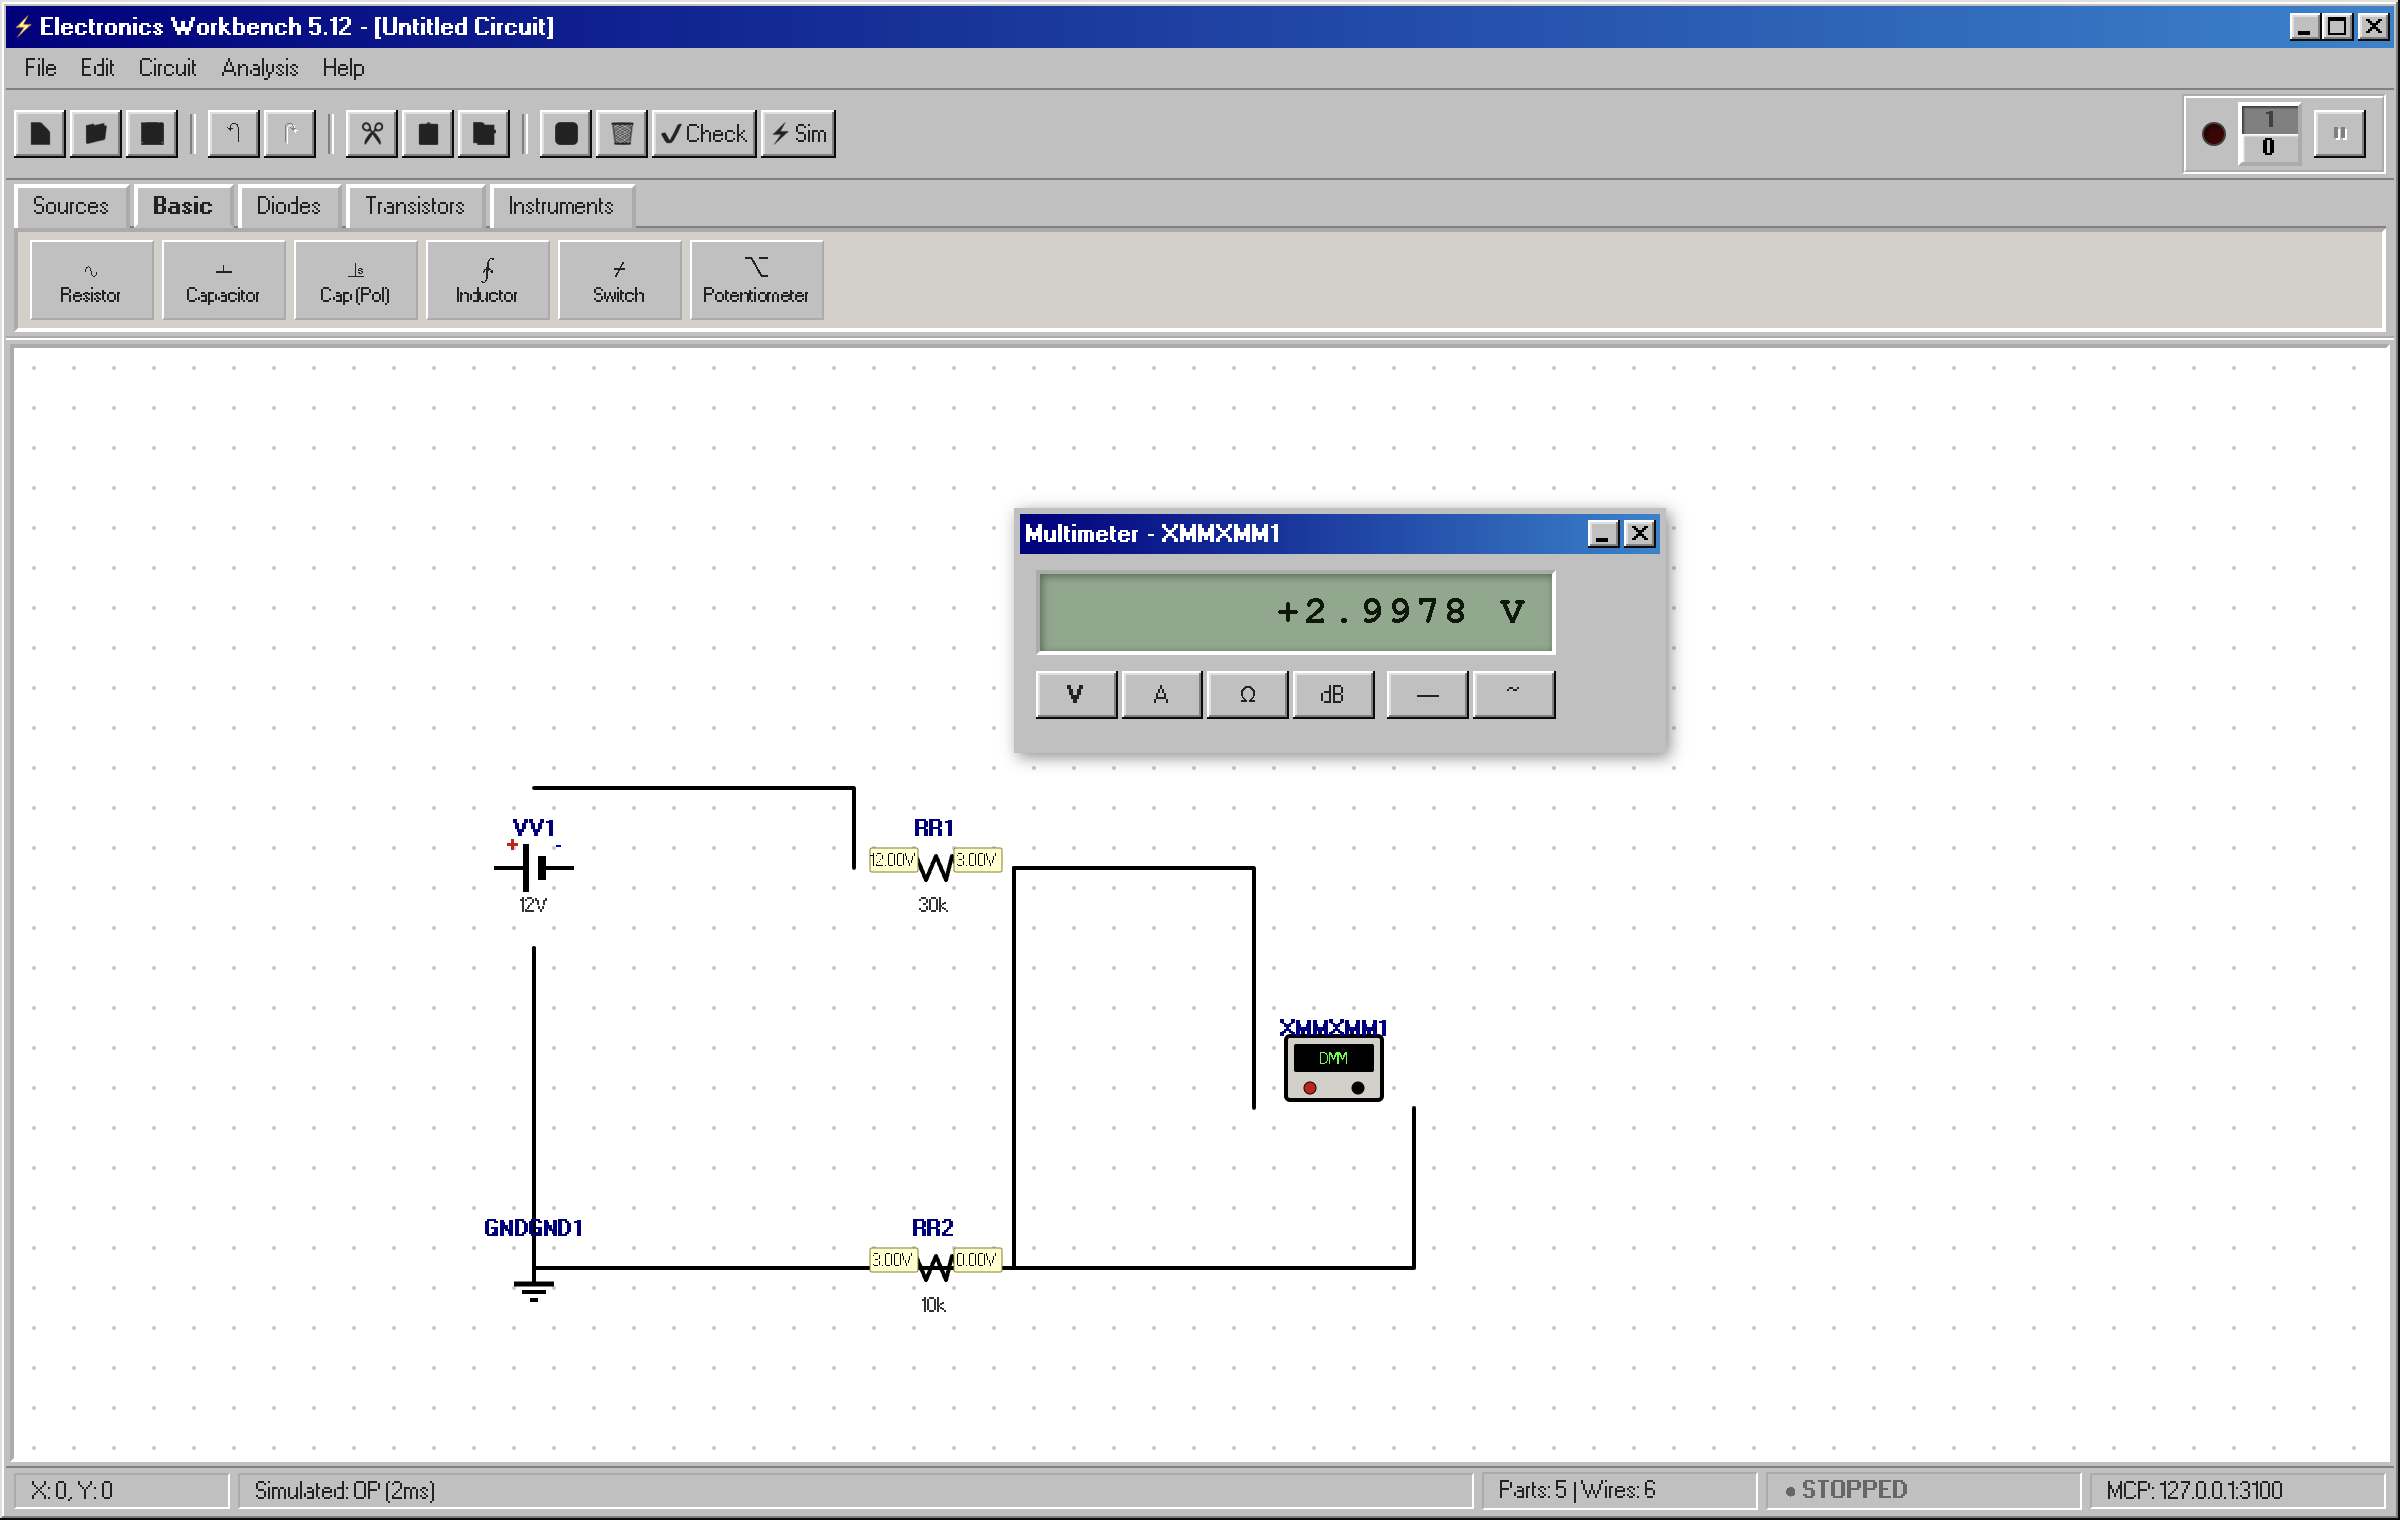 Electronics Workbench 5.12 - [Untitled Circuit]
File Edit Circuit Analysis Help
Check Sim
1
0
Sources Basic Diodes Transistors Instruments
Resistor Capacitor Cap (Pol) Inductor Switch Potentiometer
Multimeter - XMMXMM1
+2.9978 V
V A Ω dB — ~
VV1
+ -
12V
RR1
12.00V 3.00V
30k
XMMXMM1
DMM
GNDGND1
RR2
3.00V 0.00V
10k
X: 0, Y: 0 Simulated: OP (2ms) Parts: 5 | Wires: 6 ● STOPPED MCP: 127.0.0.1:3100